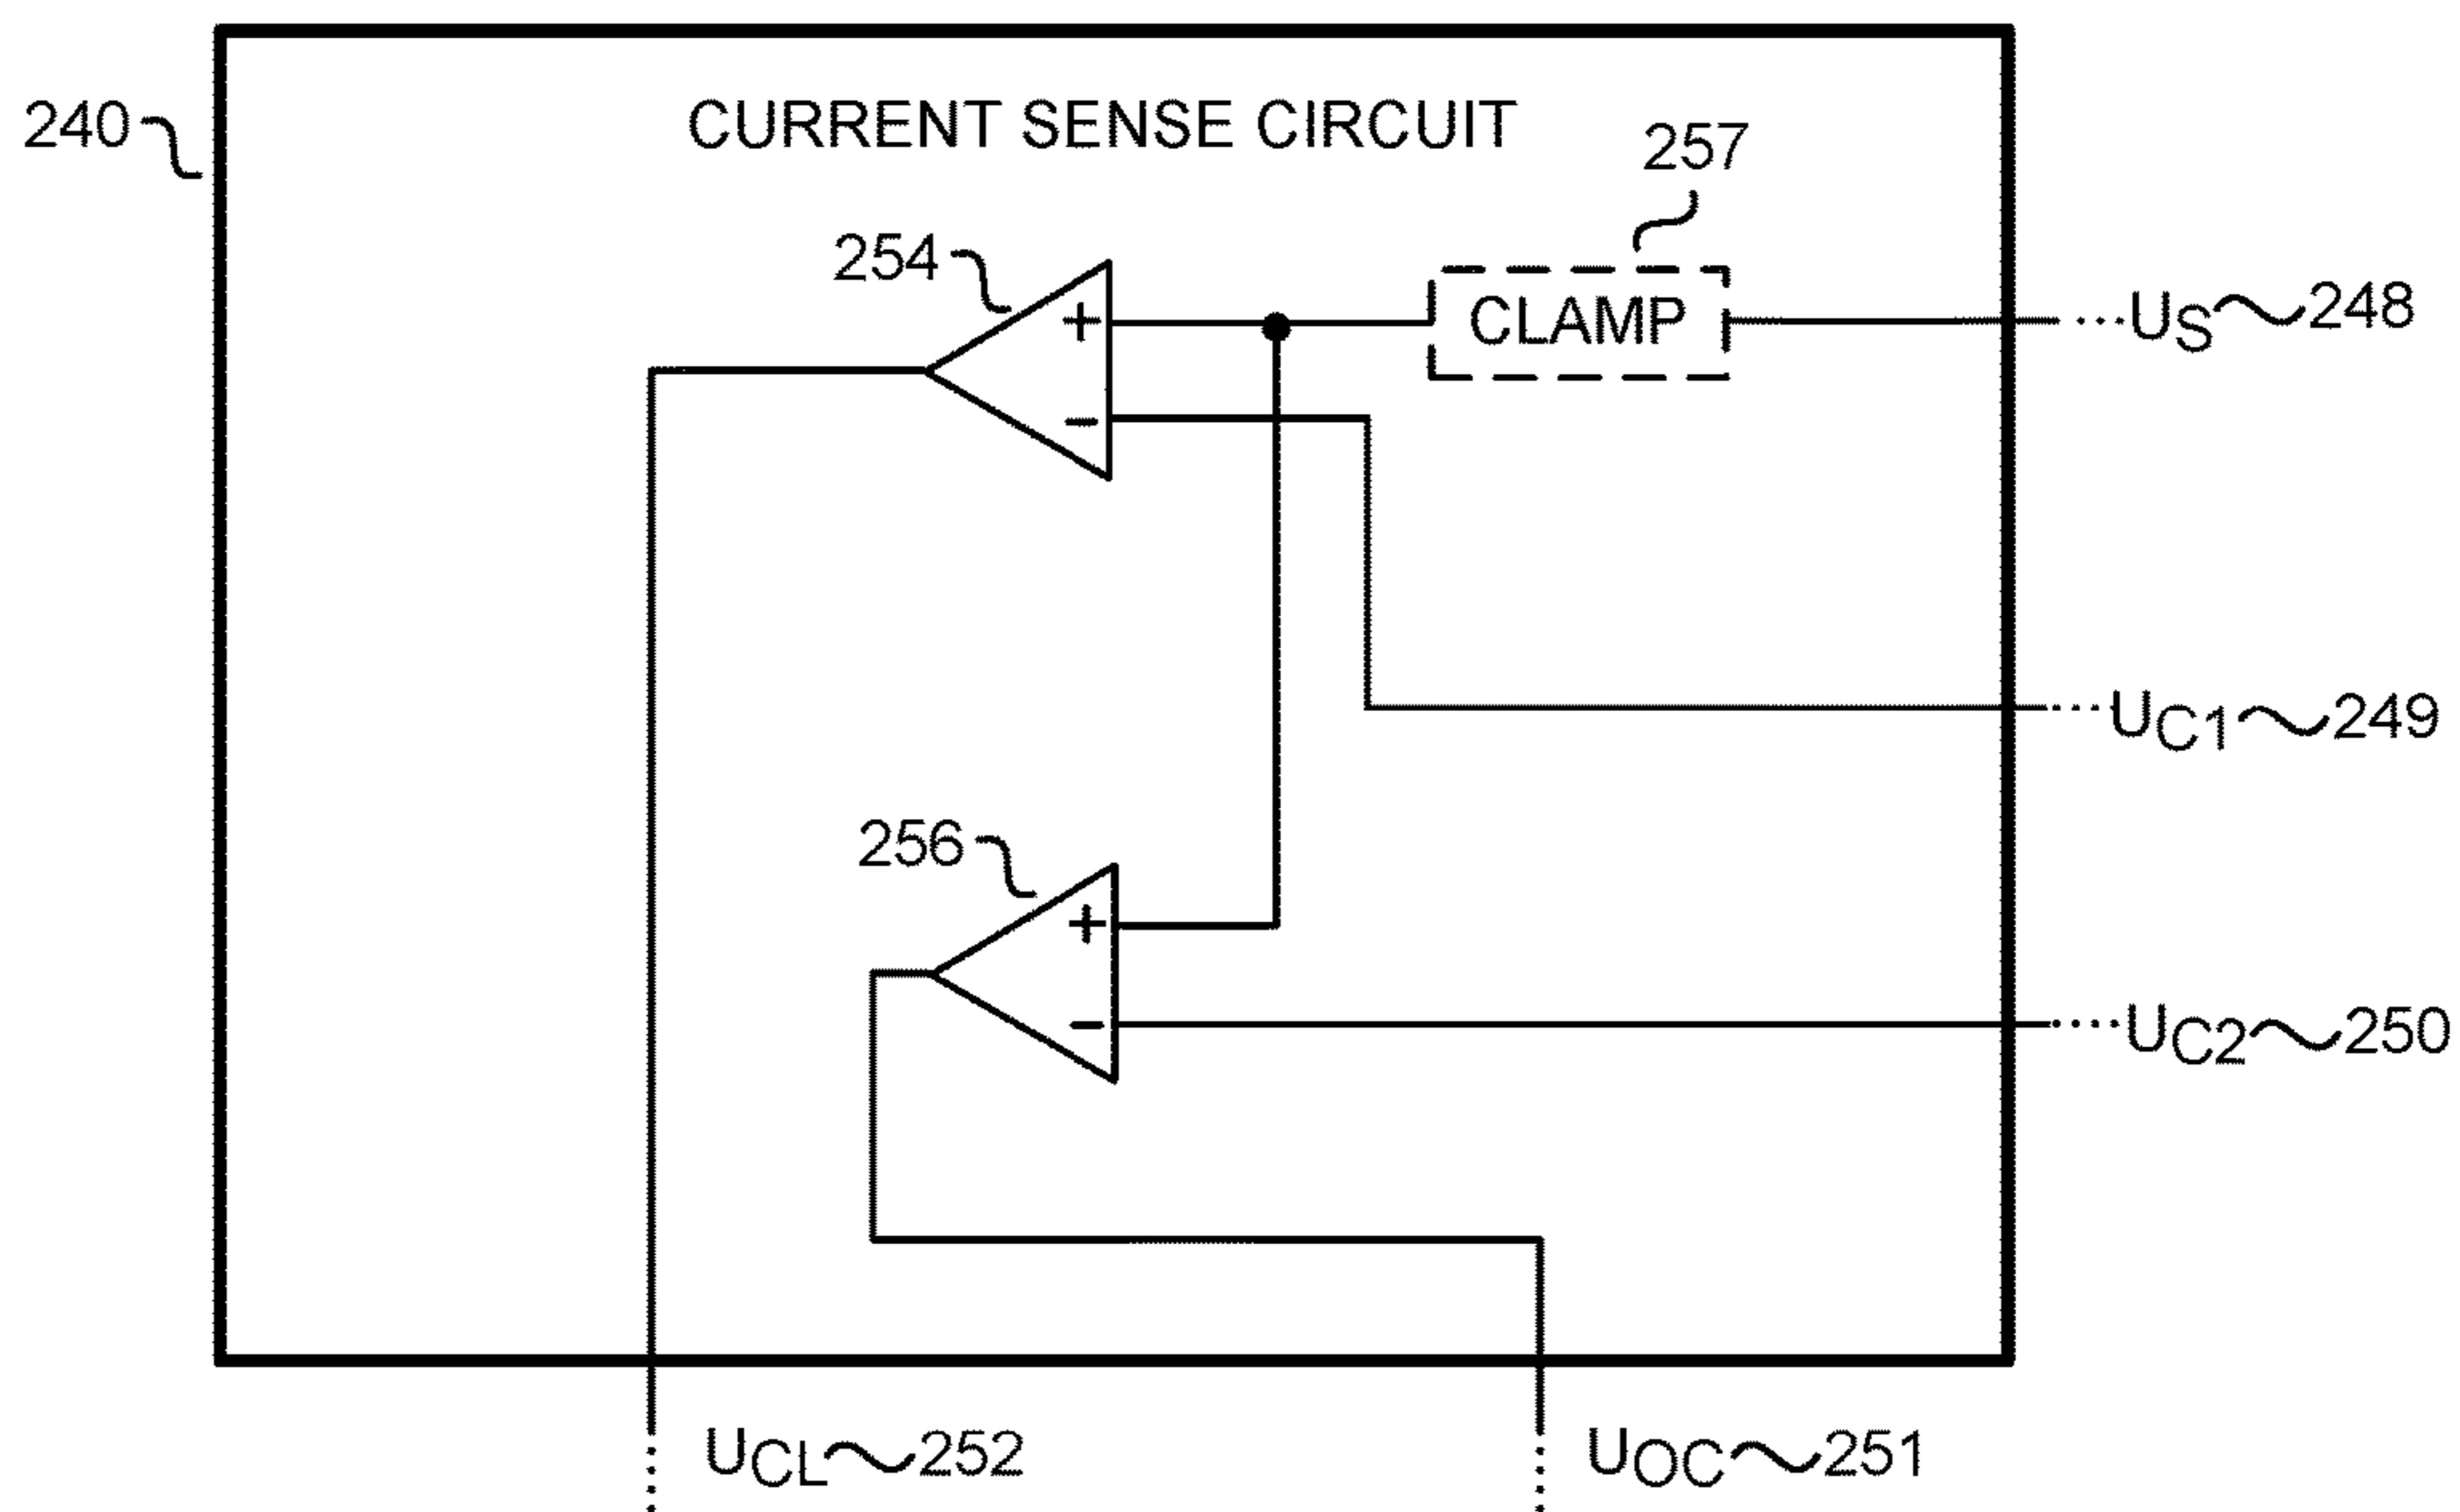 CURRENT SENSE CIRCUIT
240
257
254
+
−
CLAMP
US 248
UC1 249
256
+
−
UC2 250
UCL 252
UOC 251